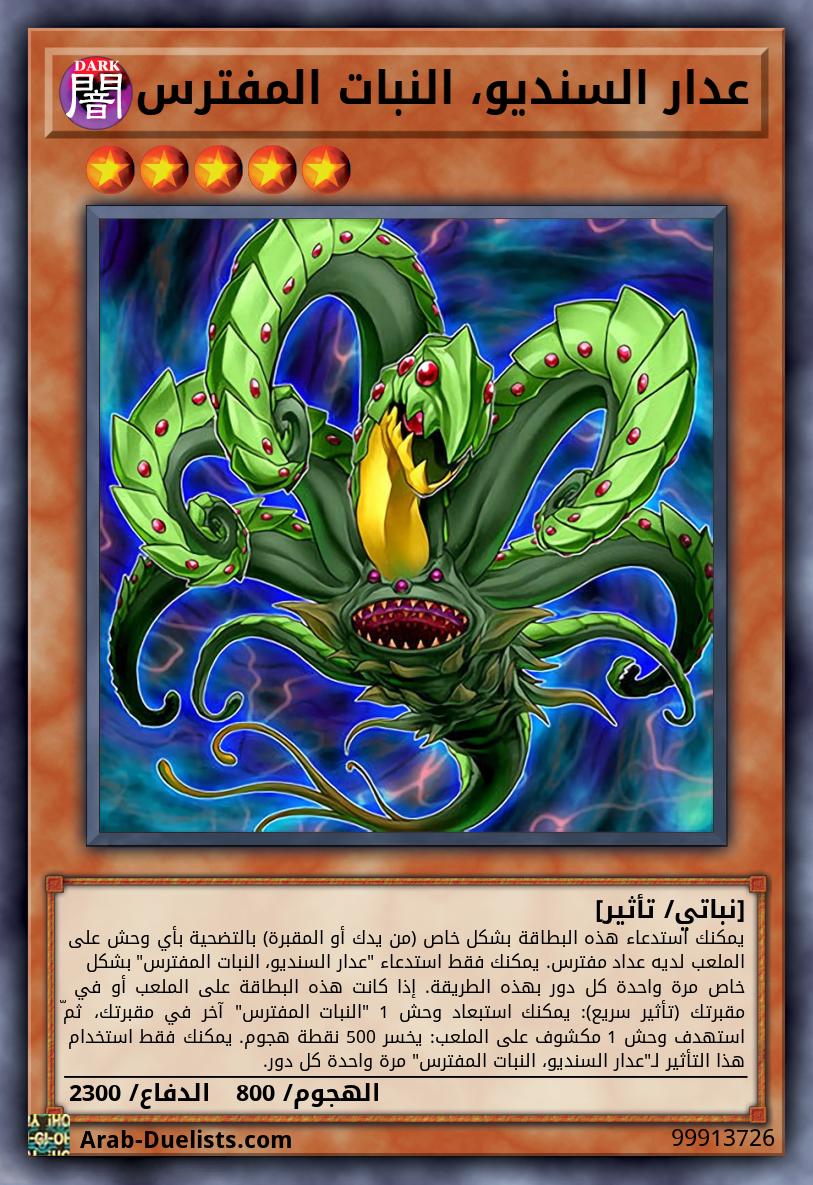 عدار السنديو، النبات المفترس
DARK
闇
[نباتي/ تأثير]
يمكنك استدعاء هذه البطاقة بشكل خاص (من يدك أو المقبرة) بالتضحية بأي وحش على
الملعب لديه عداد مفترس. يمكنك فقط استدعاء "عدار السنديو، النبات المفترس" بشكل
خاص مرة واحدة كل دور بهذه الطريقة. إذا كانت هذه البطاقة على الملعب أو في
مقبرتك (تأثير سريع): يمكنك استبعاد وحش 1 "النبات المفترس" آخر في مقبرتك، ثمّ
استهدف وحش 1 مكشوف على الملعب: يخسر 500 نقطة هجوم. يمكنك فقط استخدام
هذا التأثير لـ"عدار السنديو، النبات المفترس" مرة واحدة كل دور.
الهجوم/ 800 الدفاع/ 2300
Arab-Duelists.com
99913726